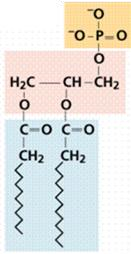 ⁻O
⁻O–P=O
O
H₂C—CH–CH₂
O O
C=O C=O
CH₂ CH₂